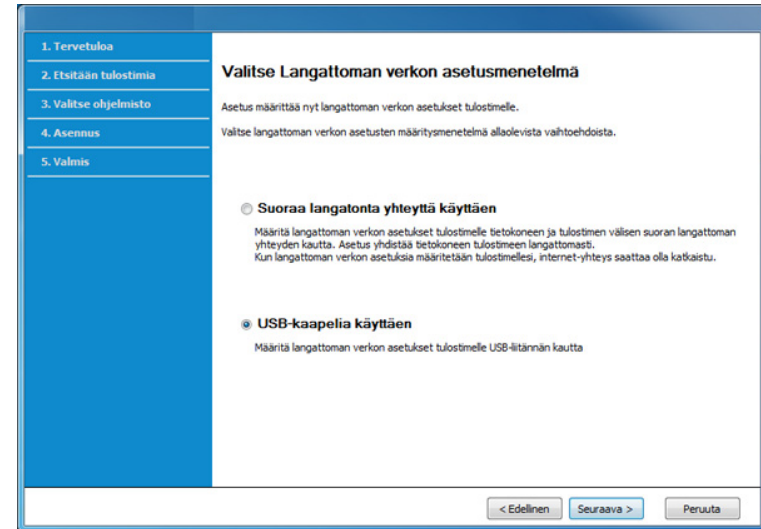 1. Tervetuloa
2. Etsitään tulostimia
3. Valitse ohjelmisto
4. Asennus
5. Valmis
Valitse Langattoman verkon asetusmenetelmä
Asetus määrittää nyt langattoman verkon asetukset tulostimelle.
Valitse langattoman verkon asetusten määritysmenetelmä allaolevista vaihtoehdoista.
Suoraa langatonta yhteyttä käyttäen
Määritä langattoman verkon asetukset tulostimelle tietokoneen ja tulostimen välisen suoran langattoman
yhteyden kautta. Asetus yhdistää tietokoneen tulostimeen langattomasti.
Kun langattoman verkon asetuksia määritetään tulostimellesi, internet-yhteys saattaa olla katkaistu.
USB-kaapelia käyttäen
Määritä langattoman verkon asetukset tulostimelle USB-liitännän kautta
< Edellinen
Seuraava >
Peruuta